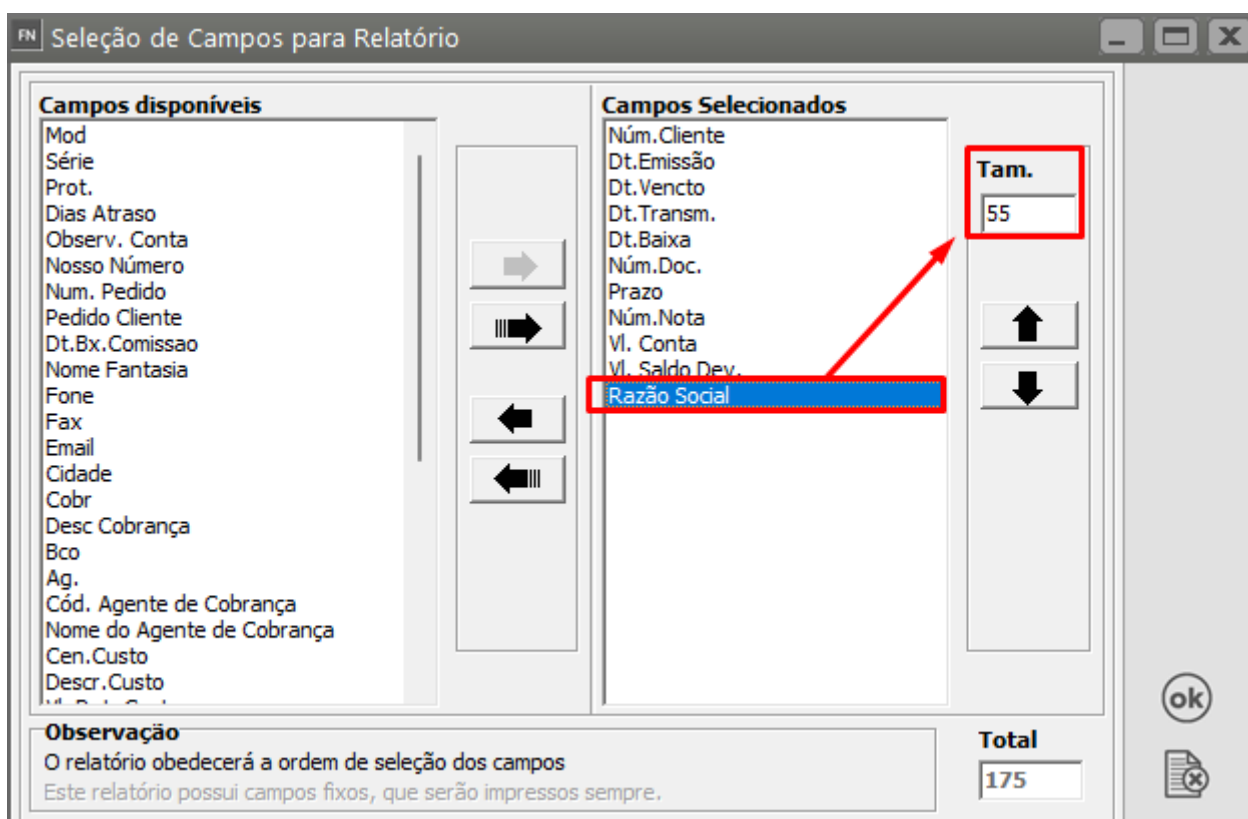 FN Seleção de Campos para Relatório
Campos disponíveis
Mod
Série
Prot.
Dias Atraso
Observ. Conta
Nosso Número
Num. Pedido
Pedido Cliente
Dt.Bx.Comissao
Nome Fantasia
Fone
Fax
Email
Cidade
Cobr
Desc Cobrança
Bco
Ag.
Cód. Agente de Cobrança
Nome do Agente de Cobrança
Cen.Custo
Descr.Custo
Campos Selecionados
Núm.Cliente
Dt.Emissão
Dt.Vencto
Dt.Transm.
Dt.Baixa
Núm.Doc.
Prazo
Núm.Nota
Vl. Conta
Vl. Saldo Dev.
Razão Social
Tam.
55
ok
Observação
O relatório obedecerá a ordem de seleção dos campos
Este relatório possui campos fixos, que serão impressos sempre.
Total
175